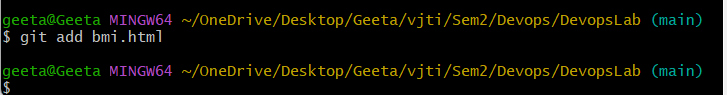 geeta@Geeta MINGW64 ~/OneDrive/Desktop/Geeta/vjti/Sem2/Devops/DevopsLab (main)
$ git add bmi.html
geeta@Geeta MINGW64 ~/OneDrive/Desktop/Geeta/vjti/Sem2/Devops/DevopsLab (main)
$